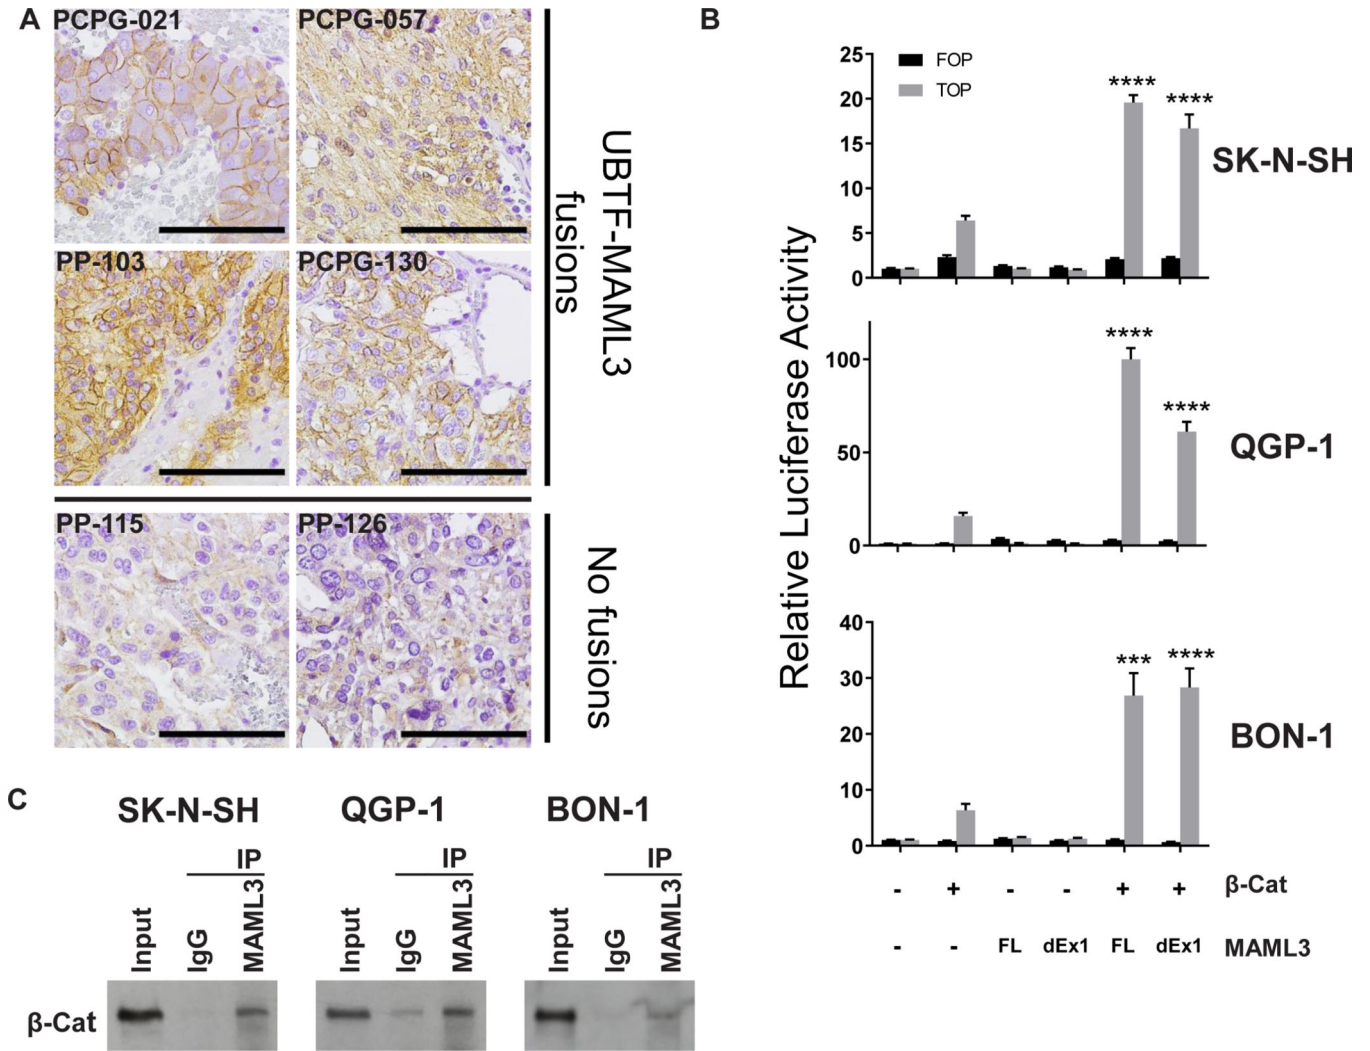 A
PCPG-021
PCPG-057
PP-103
PCPG-130
UBTF-MAML3
fusions
PP-115
PP-126
No fusions
B
FOP
TOP
Relative Luciferase Activity
25
20
15
10
5
0
****
****
SK-N-SH
100
50
0
****
****
QGP-1
40
30
20
10
0
***
****
BON-1
- + - - + + β-Cat
- - FL dEx1 FL dEx1 MAML3
C
SK-N-SH
QGP-1
BON-1
IP
IP
IP
Input IgG MAML3
Input IgG MAML3
Input IgG MAML3
β-Cat